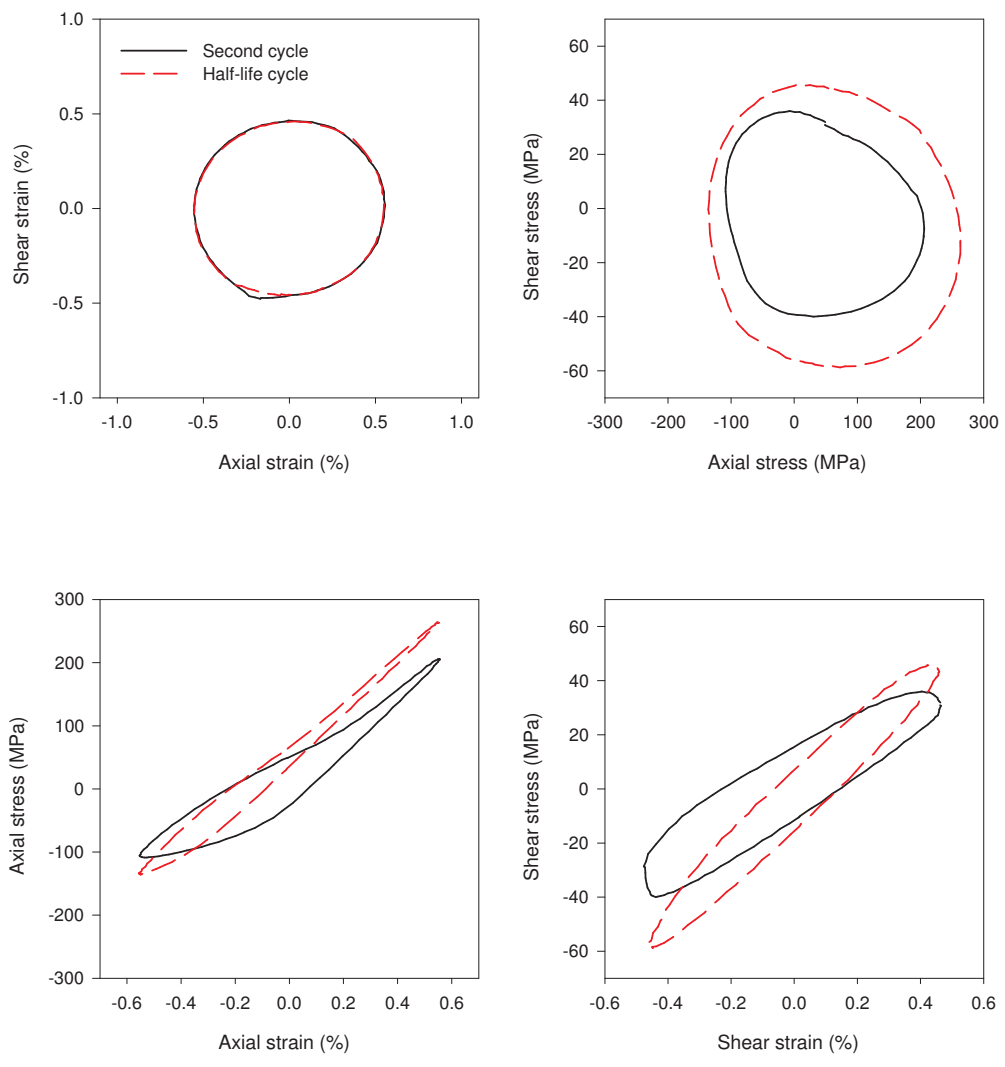 1.0
0.5
0.0
-0.5
-1.0
Shear strain (%)
Second cycle
Half-life cycle
-1.0 -0.5 0.0 0.5 1.0
Axial strain (%)
60
40
20
0
-20
-40
-60
Shear stress (MPa)
-300 -200 -100 0 100 200 300
Axial stress (MPa)
300
200
100
0
-100
-200
-300
Axial stress (MPa)
-0.6 -0.4 -0.2 0.0 0.2 0.4 0.6
Axial strain (%)
60
40
20
0
-20
-40
-60
Shear stress (MPa)
-0.6 -0.4 -0.2 0.0 0.2 0.4 0.6
Shear strain (%)